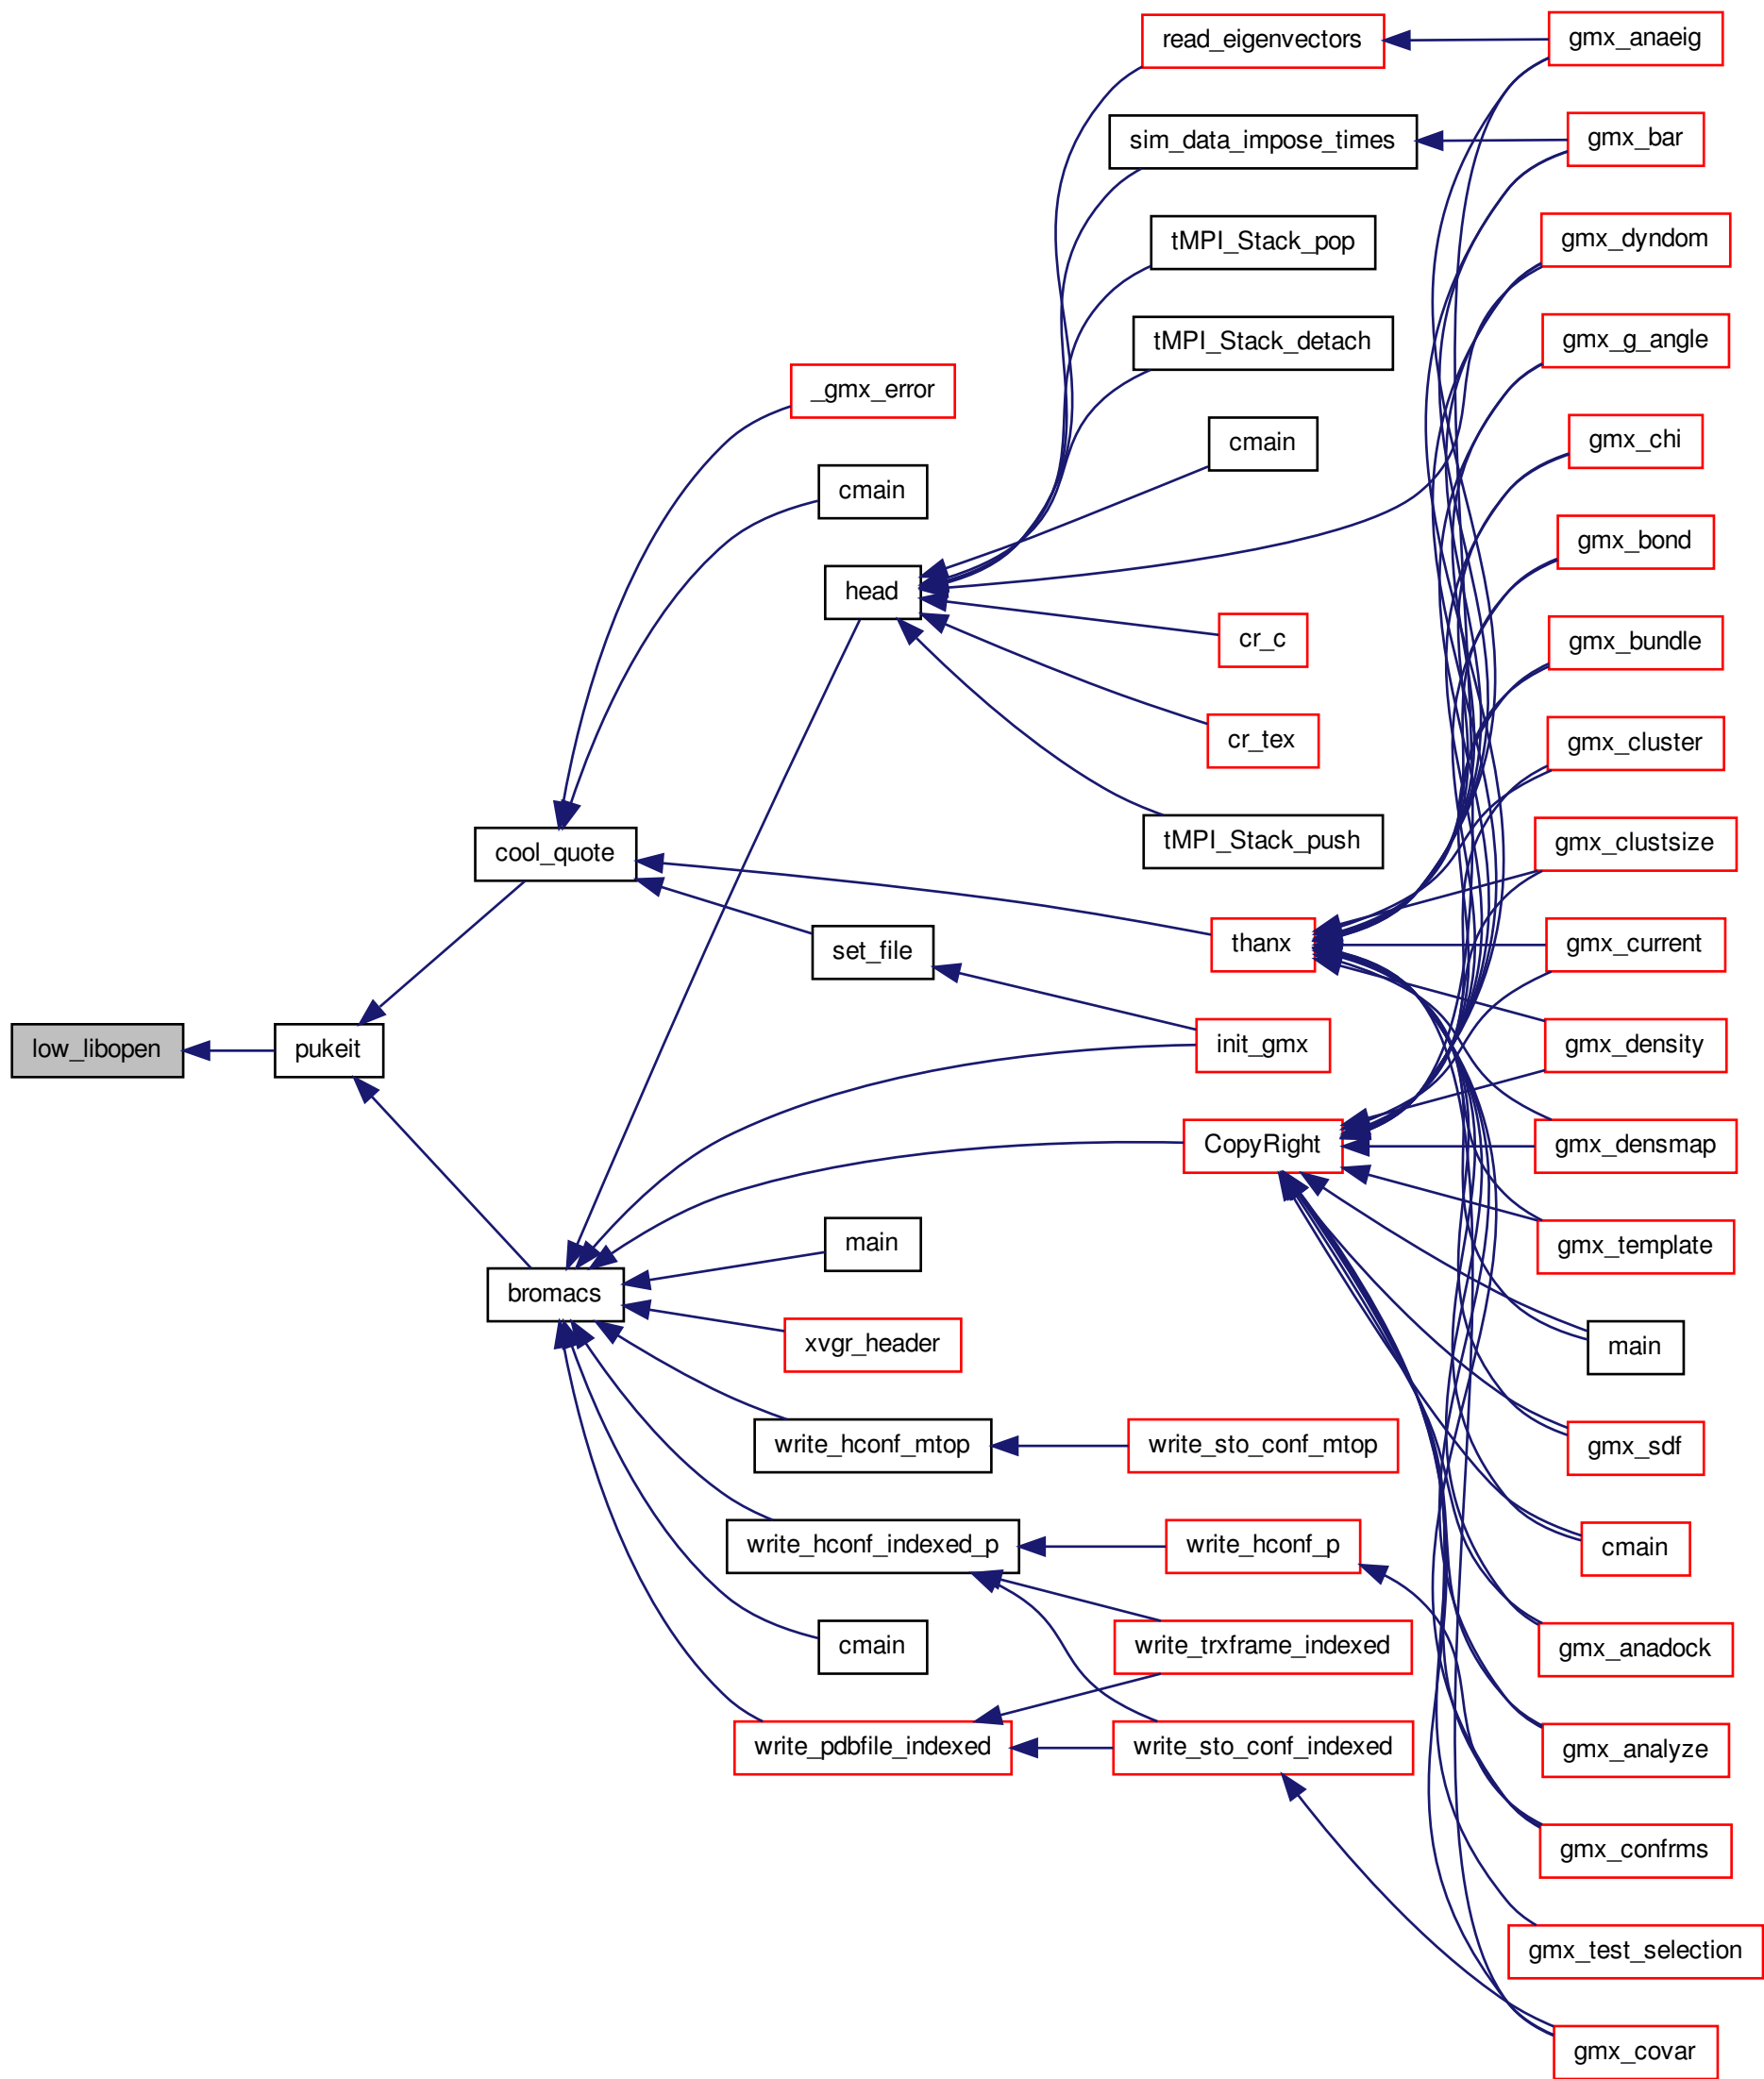 read_eigenvectors
gmx_anaeig
sim_data_impose_times
gmx_bar
tMPI_Stack_pop
gmx_dyndom
tMPI_Stack_detach
gmx_g_angle
_gmx_error
cmain
gmx_chi
cmain
gmx_bond
head
cr_c
gmx_bundle
cr_tex
gmx_cluster
tMPI_Stack_push
gmx_clustsize
cool_quote
set_file
thanx
gmx_current
low_libopen
pukeit
init_gmx
gmx_density
CopyRight
gmx_densmap
main
gmx_template
bromacs
xvgr_header
main
write_hconf_mtop
write_sto_conf_mtop
gmx_sdf
write_hconf_indexed_p
write_hconf_p
cmain
cmain
write_trxframe_indexed
gmx_anadock
write_pdbfile_indexed
write_sto_conf_indexed
gmx_analyze
gmx_confrms
gmx_test_selection
gmx_covar